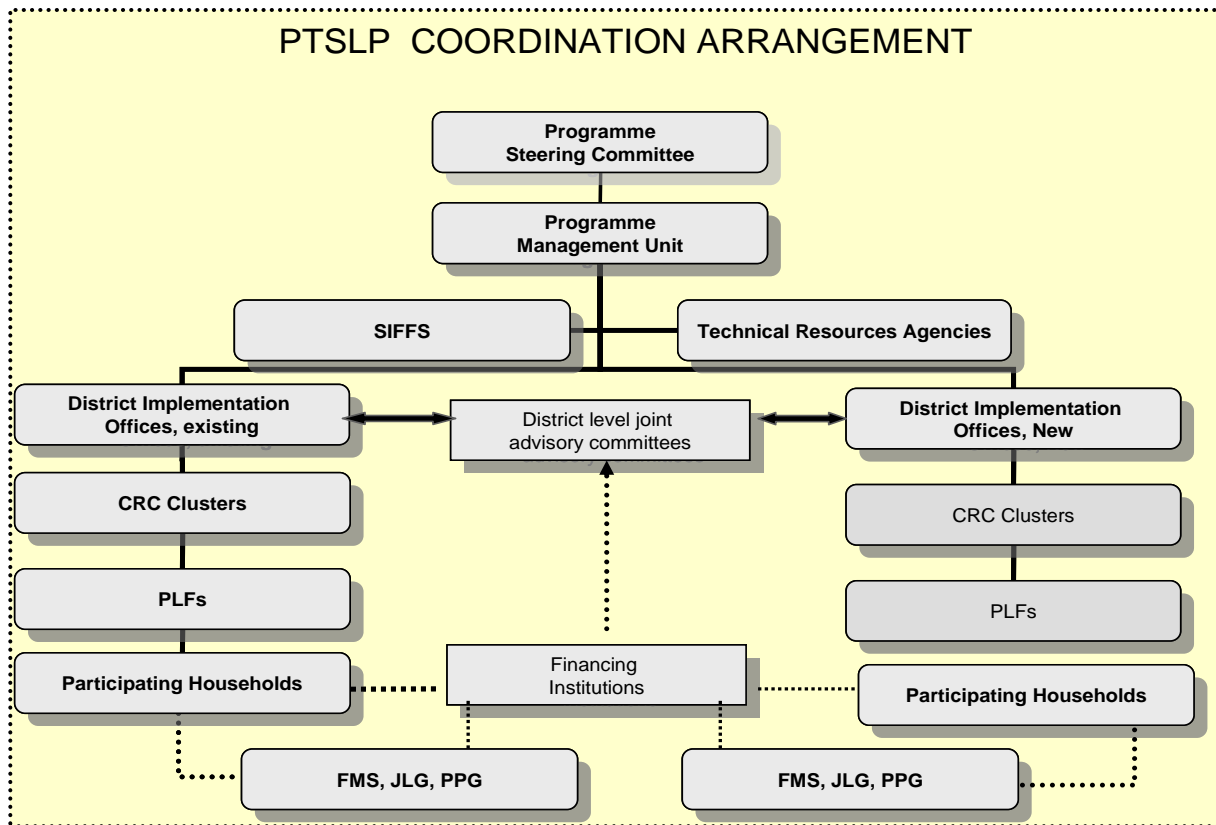 PTSLP COORDINATION ARRANGEMENT
Programme
Steering Committee
Programme
Management Unit
SIFFS
Technical Resources Agencies
District Implementation
Offices, existing
District level joint
advisory committees
District Implementation
Offices, New
CRC Clusters
CRC Clusters
PLFs
PLFs
Participating Households
Financing
Institutions
Participating Households
FMS, JLG, PPG
FMS, JLG, PPG